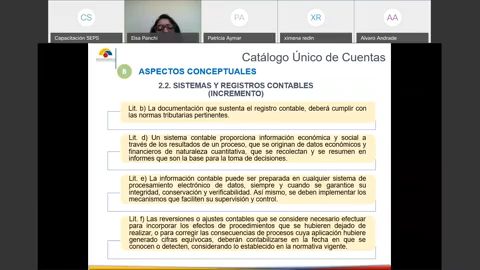 CS
PA
XR
AA
Capacitación SEPS
Elsa Panchi
Patricia Aymar
ximena redin
Alvaro Andrade
Catálogo Único de Cuentas
II
ASPECTOS CONCEPTUALES
2.2. SISTEMAS Y REGISTROS CONTABLES
(INCREMENTO)
Lit. b) La documentación que sustenta el registro contable, deberá cumplir con
las normas tributarias pertinentes.
Lit. d) Un sistema contable proporciona información económica y social a
través de los resultados de un proceso, que se originan de datos económicos y
financieros de naturaleza cuantitativa, que se recolectan y se resumen en
informes que son la base para la toma de decisiones.
Lit. e) La información contable puede ser preparada en cualquier sistema de
procesamiento electrónico de datos, siempre y cuando se garantice su
integridad, conservación y verificabilidad. Así mismo, se deben implementar los
mecanismos que faciliten su supervisión y control.
Lit. f) Las reversiones o ajustes contables que se considere necesario efectuar
para incorporar los efectos de procedimientos que se hubieren dejado de
realizar, o para corregir las consecuencias de procesos cuya aplicación hubiere
generado cifras equívocas, deberán contabilizarse en la fecha en que se
conocen o detecten, considerando lo establecido en la normativa vigente.